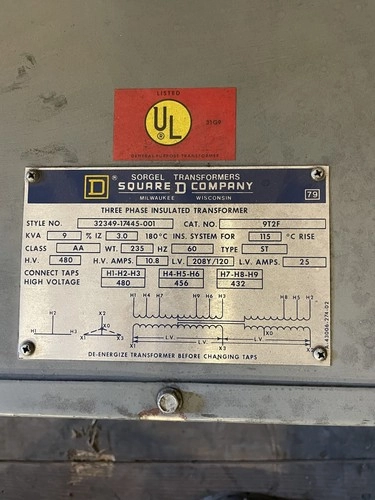 LISTED
UL
®
310R
GENERAL PURPOSE TRANSFORMER
D
®
SORGEL TRANSFORMERS
SQUARE D COMPANY
MILWAUKEE WISCONSIN
79
THREE PHASE INSULATED TRANSFORMER
STYLE NO. 32349-17445-001 CAT. NO. 9T2F
KVA 9 % IZ 3.0 180°C INS. SYSTEM FOR 115 °C RISE
CLASS AA WT. 235 HZ 60 TYPE ST
H.V. 480 H.V. AMPS. 10.8 L.V. 208Y/120 L.V. AMPS. 25
CONNECT TAPS H1-H2-H3 H4-H5-H6 H7-H8-H9
HIGH VOLTAGE 480 456 432
H1 H4 H7 H9 H6 H3 H8 H5 H2
H2 X2
H1 H3 X0 X1 X3
X0
L.V. L.V.
L.V.
X1 X3 X2
DE-ENERGIZE TRANSFORMER BEFORE CHANGING TAPS